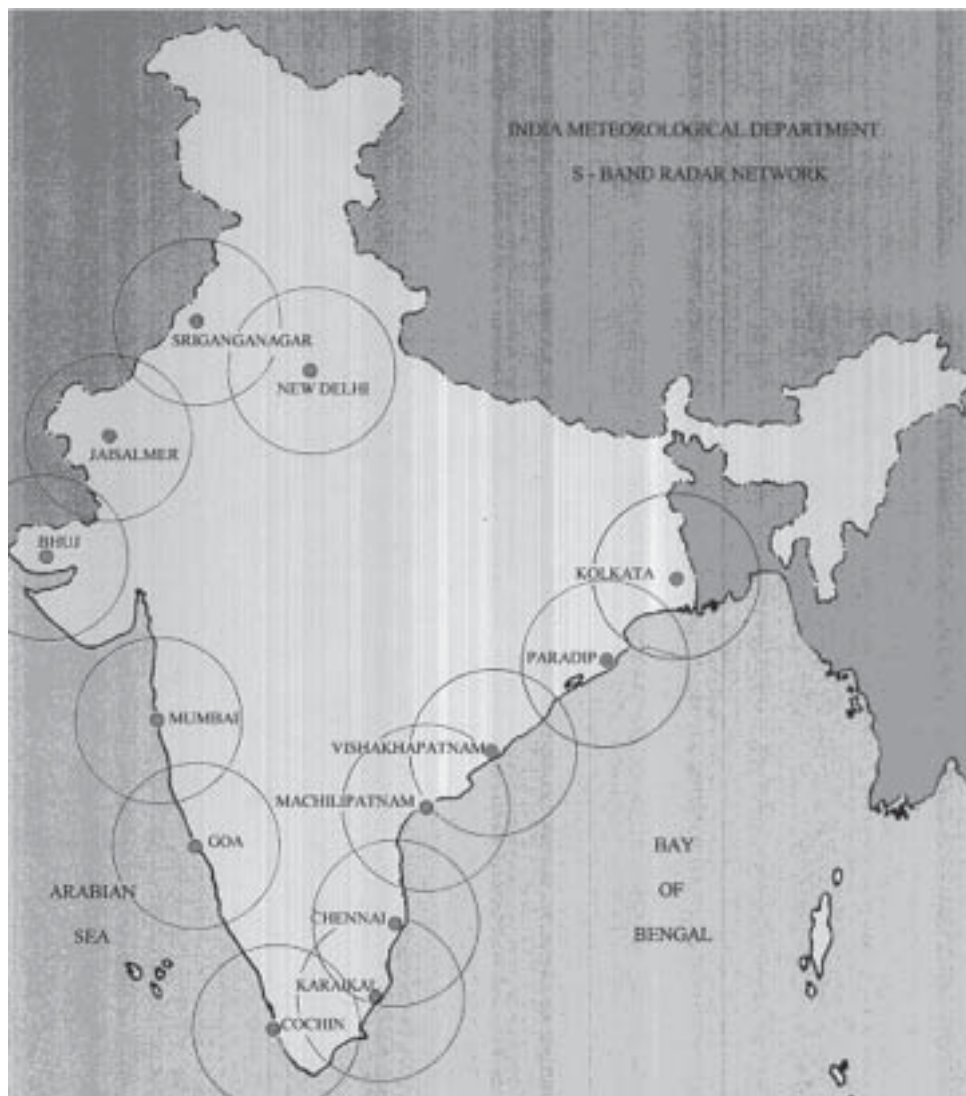 INDIA METEOROLOGICAL DEPARTMENT
S - BAND RADAR NETWORK
SRIGANGANAGAR
NEW DELHI
JAISALMER
BHUJ
KOLKATA
PARADIP
MUMBAI
VISHAKHAPATNAM
MACHILIPATNAM
GOA
BAY
OF
BENGAL
ARABIAN
SEA
CHENNAI
KARAIKAL
COCHIN